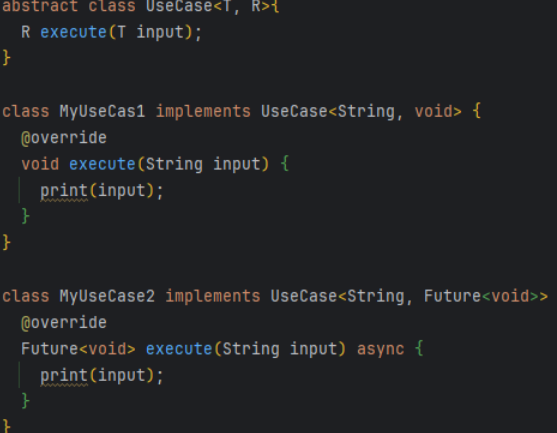 abstract class UseCase<T, R>{
  R execute(T input);
}

class MyUseCas1 implements UseCase<String, void> {
  @override
  void execute(String input) {
    print(input);
  }
}

class MyUseCase2 implements UseCase<String, Future<void>>
  @override
  Future<void> execute(String input) async {
    print(input);
  }
}